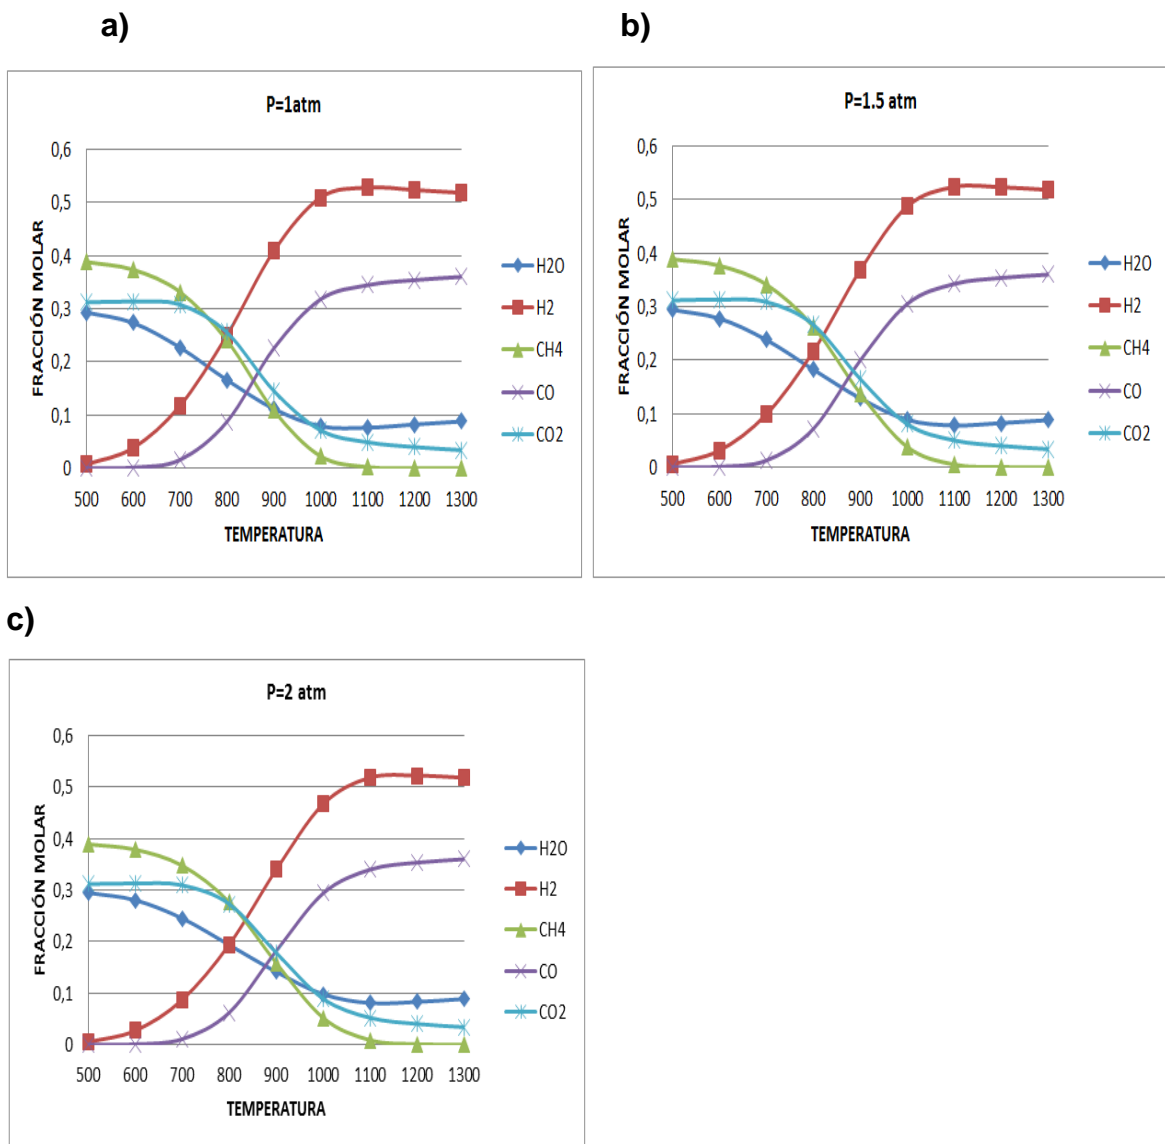 a)
b)
P=1atm
0,6
0,5
0,4
0,3
0,2
0,1
0
FRACCIÓN MOLAR
500 600 700 800 900 1000 1100 1200 1300
TEMPERATURA
H2O
H2
CH4
CO
CO2
P=1.5 atm
0,6
0,5
0,4
0,3
0,2
0,1
0
FRACCIÓN MOLAR
500 600 700 800 900 1000 1100 1200 1300
TEMPERATURA
H2O
H2
CH4
CO
CO2
c)
P=2 atm
0,6
0,5
0,4
0,3
0,2
0,1
0
FRACCIÓN MOLAR
500 600 700 800 900 1000 1100 1200 1300
TEMPERATURA
H2O
H2
CH4
CO
CO2